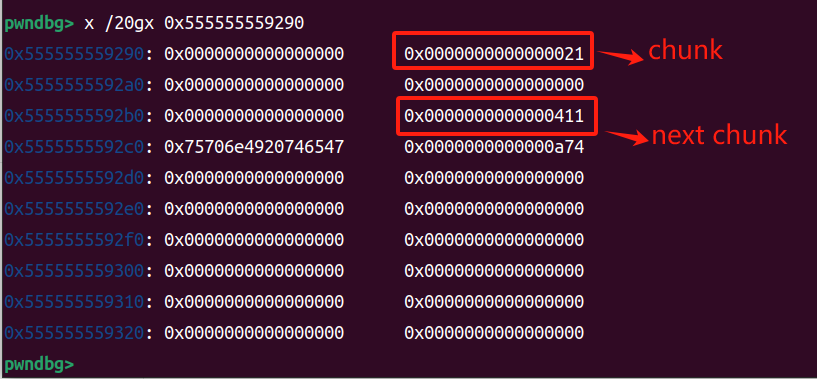 pwndbg> x /20gx 0x555555559290
0x555555559290: 0x0000000000000000 0x0000000000000021 chunk
0x5555555592a0: 0x0000000000000000 0x0000000000000000
0x5555555592b0: 0x0000000000000000 0x0000000000000411 next chunk
0x5555555592c0: 0x75706e4920746547 0x0000000000000a74
0x5555555592d0: 0x0000000000000000 0x0000000000000000
0x5555555592e0: 0x0000000000000000 0x0000000000000000
0x5555555592f0: 0x0000000000000000 0x0000000000000000
0x555555559300: 0x0000000000000000 0x0000000000000000
0x555555559310: 0x0000000000000000 0x0000000000000000
0x555555559320: 0x0000000000000000 0x0000000000000000
pwndbg>